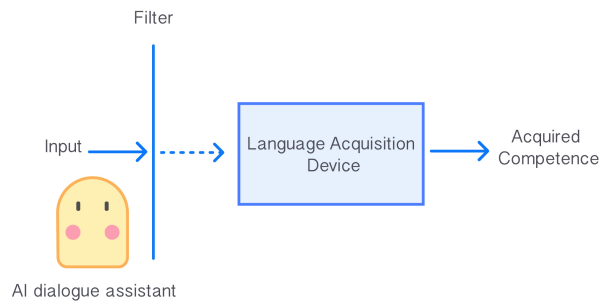 Filter
Input
Language Acquisition
Device
Acquired
Competence
AI dialogue assistant